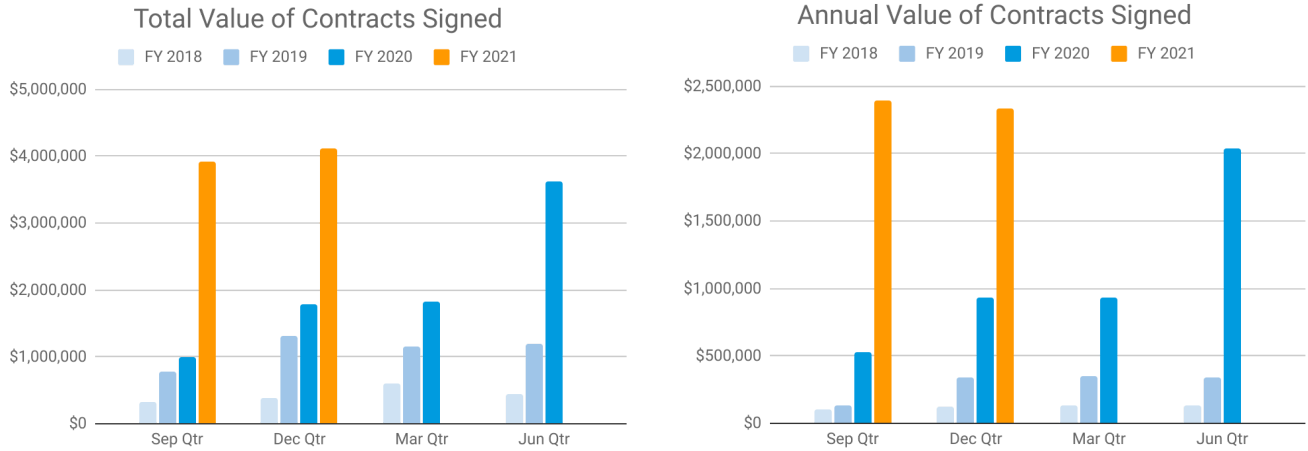 Total Value of Contracts Signed
FY 2018 FY 2019 FY 2020 FY 2021
$5,000,000
$4,000,000
$3,000,000
$2,000,000
$1,000,000
$0
Sep Qtr Dec Qtr Mar Qtr Jun Qtr
Annual Value of Contracts Signed
FY 2018 FY 2019 FY 2020 FY 2021
$2,500,000
$2,000,000
$1,500,000
$1,000,000
$500,000
$0
Sep Qtr Dec Qtr Mar Qtr Jun Qtr